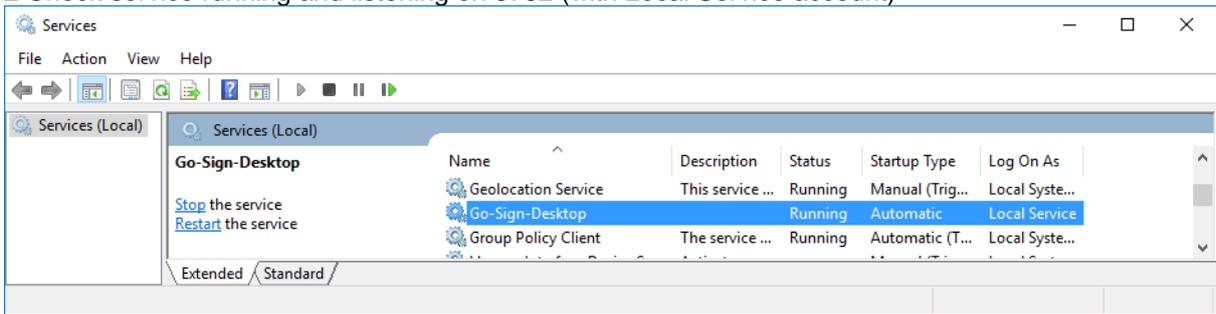 Services
File Action View Help
Services (Local)
Services (Local)
Go-Sign-Desktop
Stop the service
Restart the service
Name Description Status Startup Type Log On As
Geolocation Service This service ... Running Manual (Trig... Local Syste...
Go-Sign-Desktop Running Automatic Local Service
Group Policy Client The service ... Running Automatic (T... Local Syste...
Extended Standard